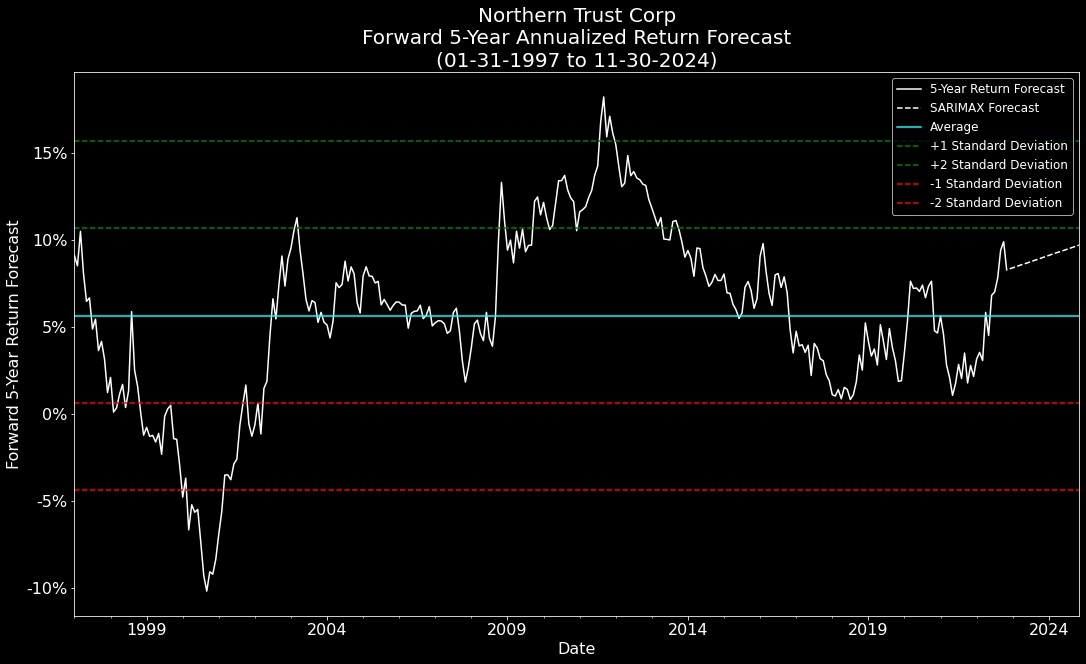 Northern Trust Corp
Forward 5-Year Annualized Return Forecast
(01-31-1997 to 11-30-2024)
5-Year Return Forecast
SARIMAX Forecast
Average
+1 Standard Deviation
+2 Standard Deviation
-1 Standard Deviation
-2 Standard Deviation
Forward 5-Year Return Forecast
15%
10%
5%
0%
-5%
-10%
1999 2004 2009 2014 2019 2024
Date